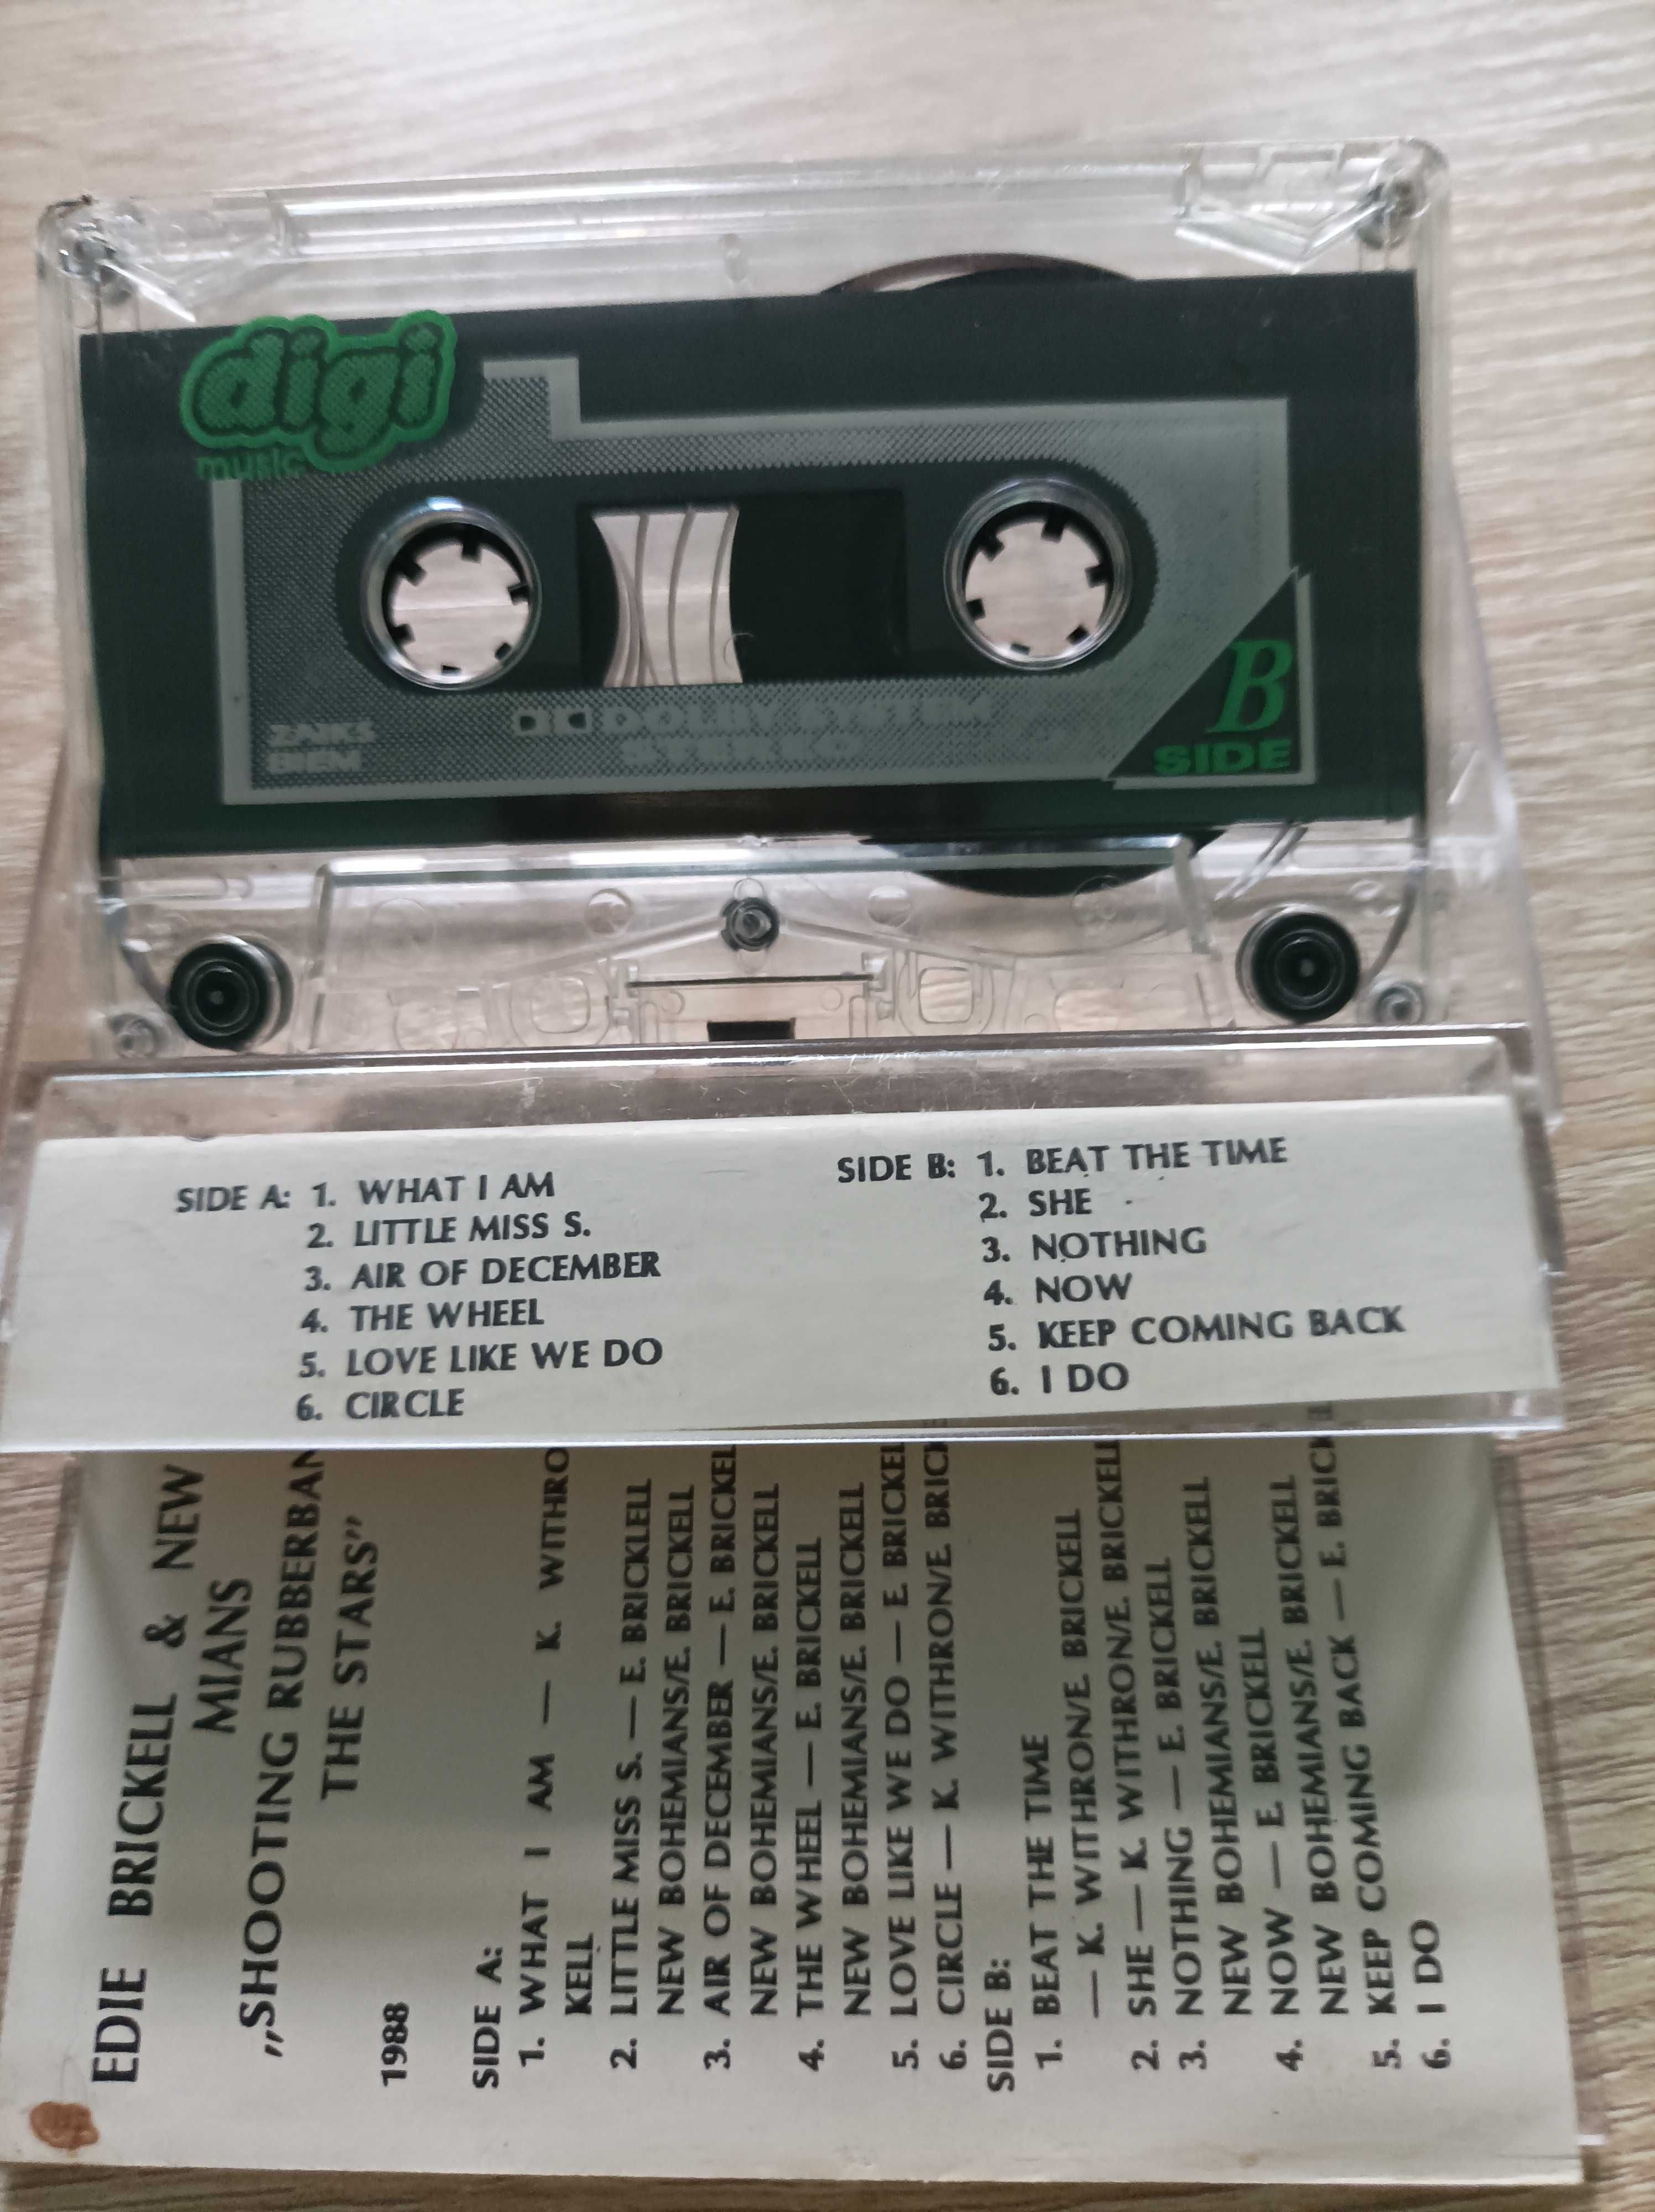 digi
music
ZAIKS
BIEM
DOLBY SYSTEM
STEREO
B
SIDE
SIDE A: 1. WHAT I AM
2. LITTLE MISS S.
3. AIR OF DECEMBER
4. THE WHEEL
5. LOVE LIKE WE DO
6. CIRCLE
SIDE B: 1. BEAT THE TIME
2. SHE
3. NOTHING
4. NOW
5. KEEP COMING BACK
6. I DO
EDIE BRICKELL & NEW
MIANS
„SHOOTING RUBBERBAN
THE STARS”
1988
SIDE A:
1. WHAT I AM — K. WITHRO
KELL
2. LITTLE MISS S. — E. BRICKLELL
NEW BOHEMIANS/E. BRICKELL
3. AIR OF DECEMBER — E. BRICKEL
NEW BOHEMIANS/E. BRICKELL
4. THE WHEEL — E. BRICKELL
NEW BOHEMIANS/E. BRICKELL
5. LOVE LIKE WE DO — E. BRICKEL
6. CIRCLE — K. WITHRON/E. BRICK
SIDE B:
1. BEAT THE TIME
— K. WITHRON/E. BRICKELL
2. SHE — K. WITHRON/E. BRICKELL
3. NOTHING — E. BRICKELL
NEW BOHEMIANS/E. BRICKELL
4. NOW — E. BRICKELL
NEW BOHEMIANS/E. BRICKELL
5. KEEP COMING BACK — E. BRICK
6. I DO